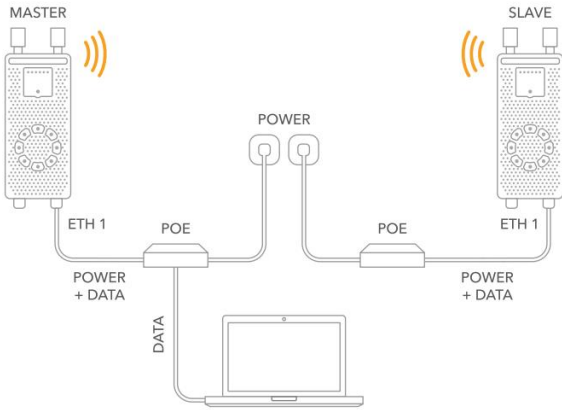 MASTER
SLAVE
POWER
ETH 1
POE
POE
ETH 1
POWER
+ DATA
POWER
+ DATA
DATA